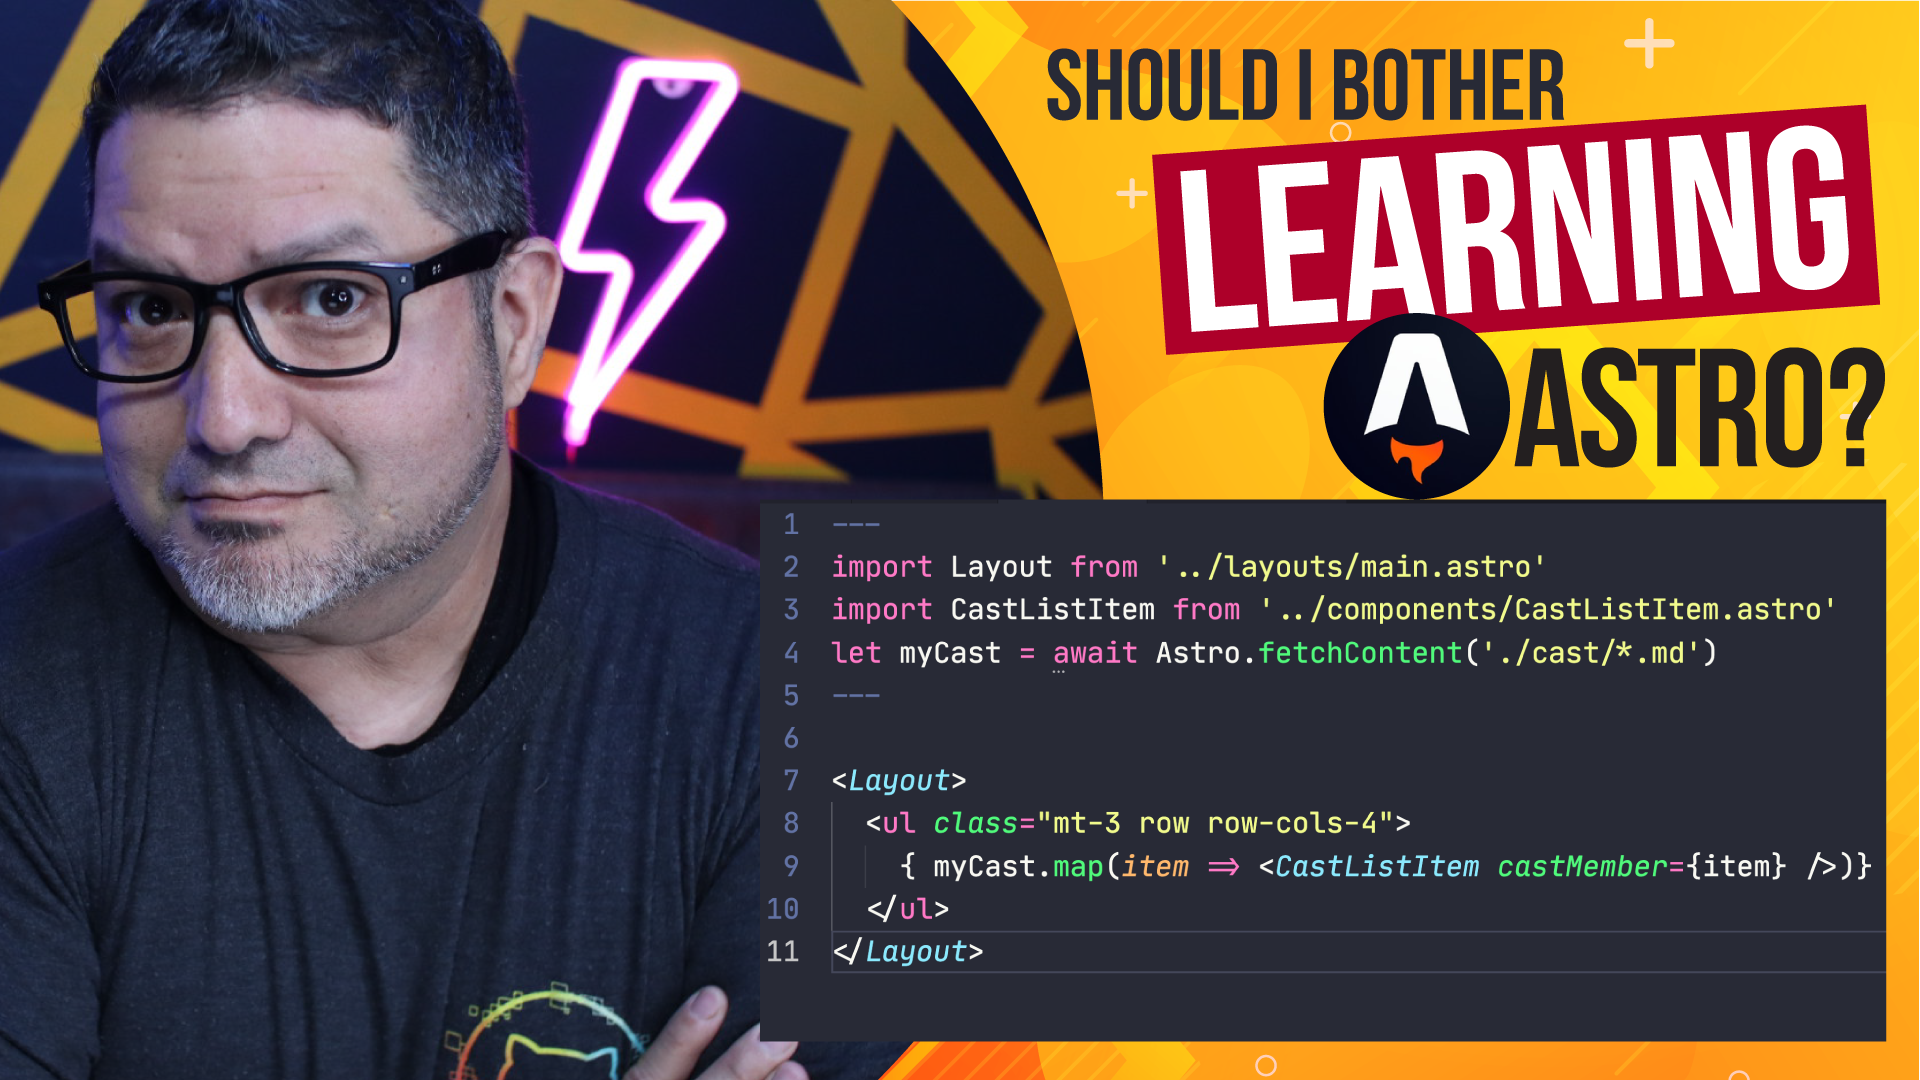 SHOULD I BOTHER
LEARNING
ASTRO?
1 ---
2 import Layout from '../layouts/main.astro'
3 import CastListItem from '../components/CastListItem.astro'
4 let myCast = await Astro.fetchContent('./cast/*.md')
5 ---
6
7 <Layout>
8 <ul class="mt-3 row row-cols-4">
9 { myCast.map(item => <CastListItem castMember={item} />)}
10 </ul>
11 </Layout>